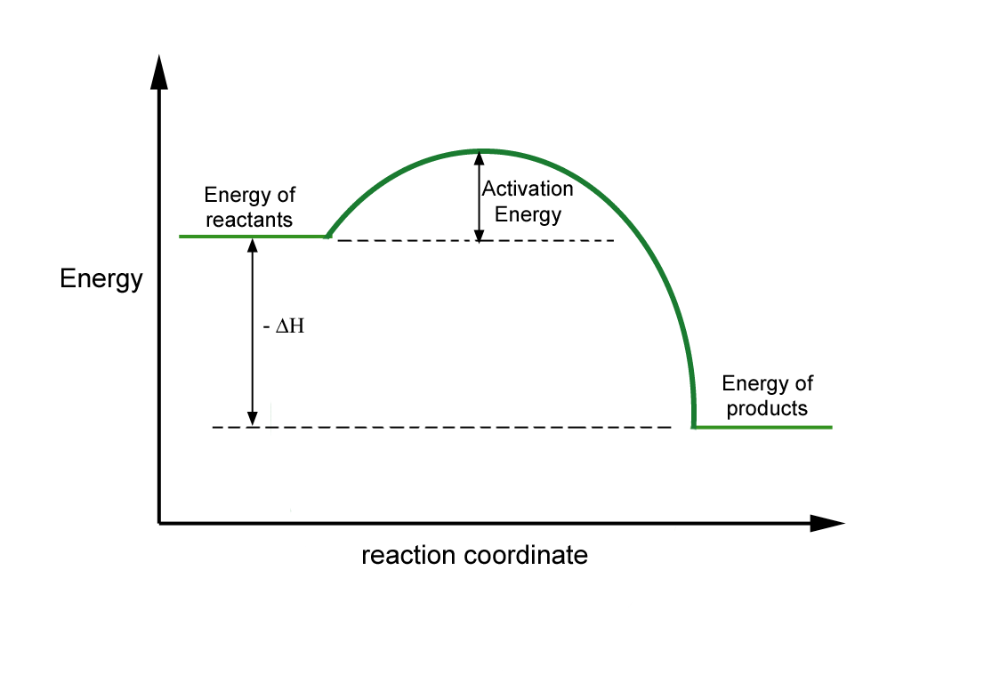 Energy of
reactants
Activation
Energy
Energy
- ΔH
Energy of
products
reaction coordinate